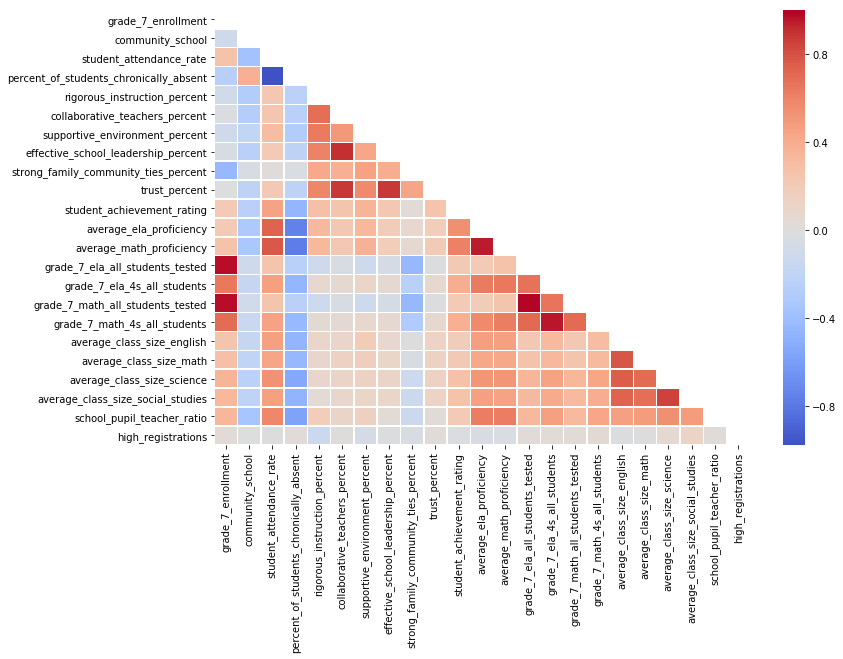 grade_7_enrollment
community_school
student_attendance_rate
percent_of_students_chronically_absent
rigorous_instruction_percent
collaborative_teachers_percent
supportive_environment_percent
effective_school_leadership_percent
strong_family_community_ties_percent
trust_percent
student_achievement_rating
average_ela_proficiency
average_math_proficiency
grade_7_ela_all_students_tested
grade_7_ela_4s_all_students
grade_7_math_all_students_tested
grade_7_math_4s_all_students
average_class_size_english
average_class_size_math
average_class_size_science
average_class_size_social_studies
school_pupil_teacher_ratio
high_registrations
grade_7_enrollment
community_school
student_attendance_rate
percent_of_students_chronically_absent
rigorous_instruction_percent
collaborative_teachers_percent
supportive_environment_percent
effective_school_leadership_percent
strong_family_community_ties_percent
trust_percent
student_achievement_rating
average_ela_proficiency
average_math_proficiency
grade_7_ela_all_students_tested
grade_7_ela_4s_all_students
grade_7_math_all_students_tested
grade_7_math_4s_all_students
average_class_size_english
average_class_size_math
average_class_size_science
average_class_size_social_studies
school_pupil_teacher_ratio
high_registrations
0.8
0.4
0.0
−0.4
−0.8